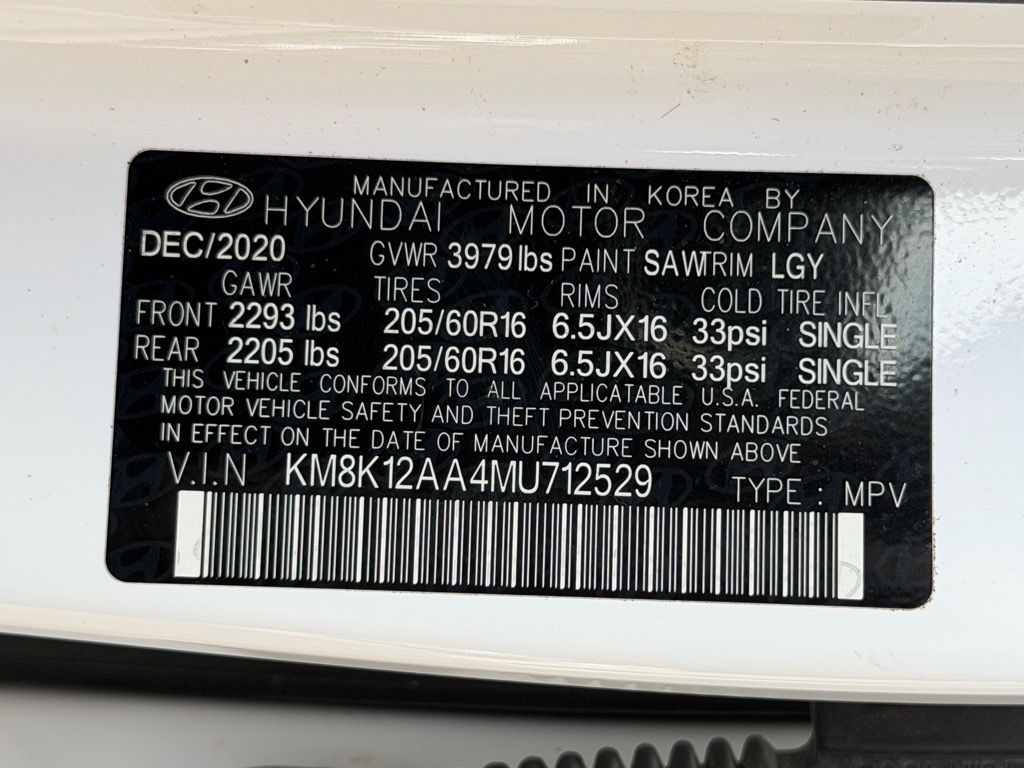 MANUFACTURED IN KOREA BY
HYUNDAI MOTOR COMPANY
DEC/2020 GVWR 3979 lbs PAINT SAW TRIM LGY
GAWR TIRES RIMS COLD TIRE INFL
FRONT 2293 lbs 205/60R16 6.5JX16 33psi SINGLE
REAR 2205 lbs 205/60R16 6.5JX16 33psi SINGLE
THIS VEHICLE CONFORMS TO ALL APPLICATABLE U.S.A. FEDERAL
MOTOR VEHICLE SAFETY AND THEFT PREVENTION STANDARDS
IN EFFECT ON THE DATE OF MANUFACTURE SHOWN ABOVE
V.I.N KM8K12AA4MU712529 TYPE : MPV